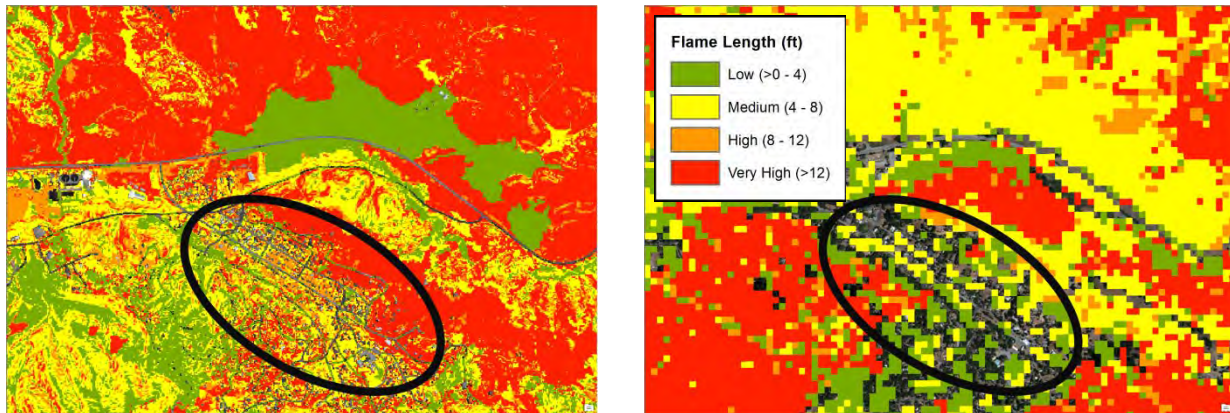 Flame Length (ft)
Low (>0 - 4)
Medium (4 - 8)
High (8 - 12)
Very High (>12)